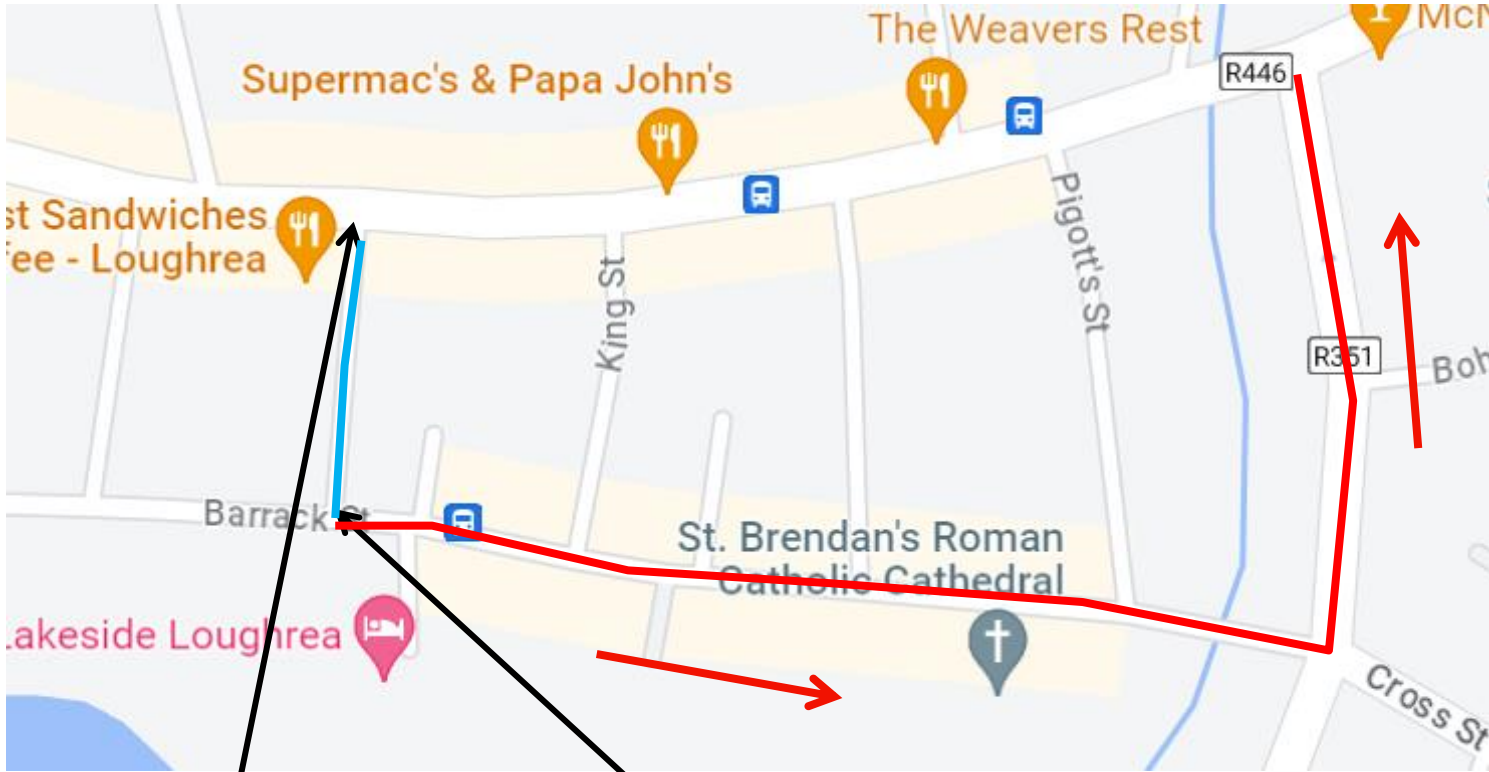 The Weavers Rest
McN
R446
Supermac's & Papa John's
st Sandwiches
fee - Loughrea
Pigott's St
King St
R351
Boh
Barrack St
St. Brendan's Roman
Catholic Cathedral
Lakeside Loughrea
Cross St